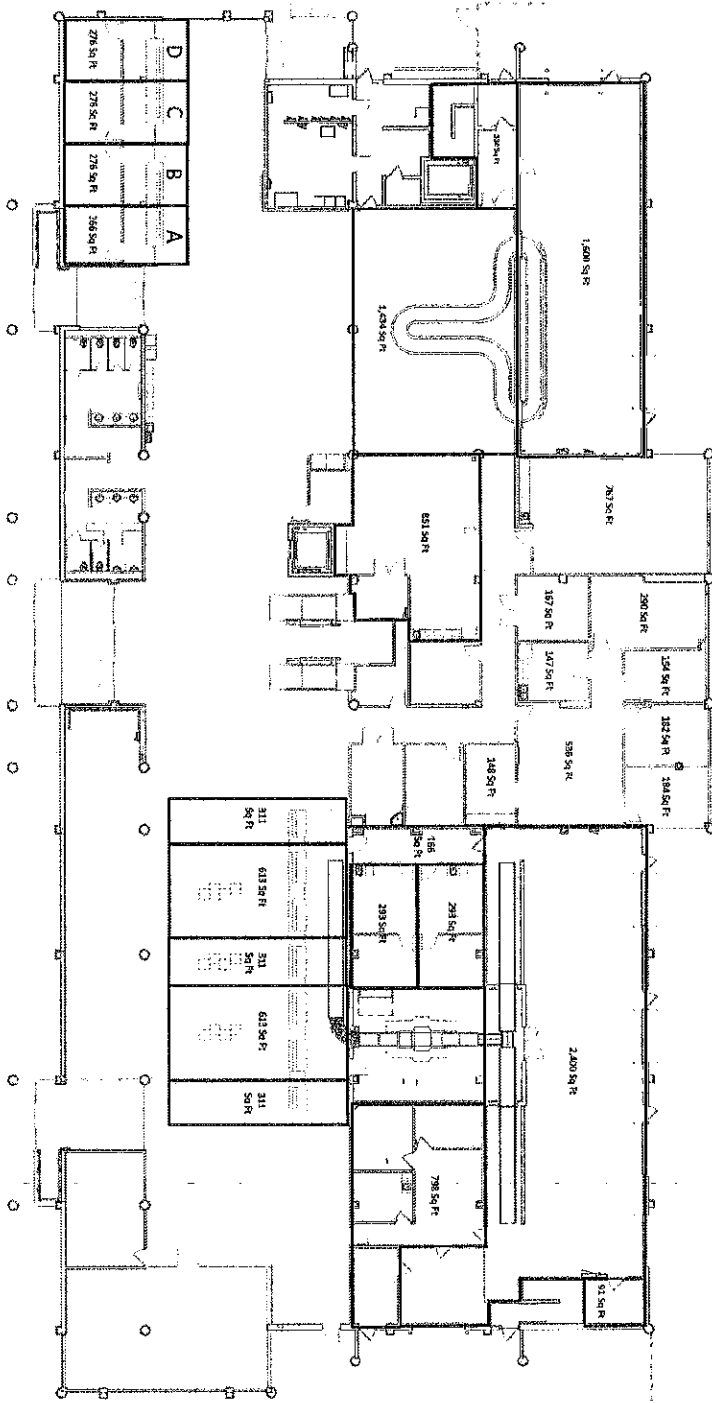 D
276 Sq Ft
C
276 Sq Ft
B
276 Sq Ft
A
366 Sq Ft
1,600 Sq Ft
1,434 Sq Ft
767 Sq Ft
851 Sq Ft
167 Sq Ft
290 Sq Ft
147 Sq Ft
154 Sq Ft
182 Sq Ft
184 Sq Ft
536 Sq Ft
148 Sq Ft
166
Sq Ft
311
Sq Ft
613 Sq Ft
293 Sq Ft
293 Sq Ft
311
Sq Ft
613 Sq Ft
311
Sq Ft
2,400 Sq Ft
798 Sq Ft
91 Sq Ft